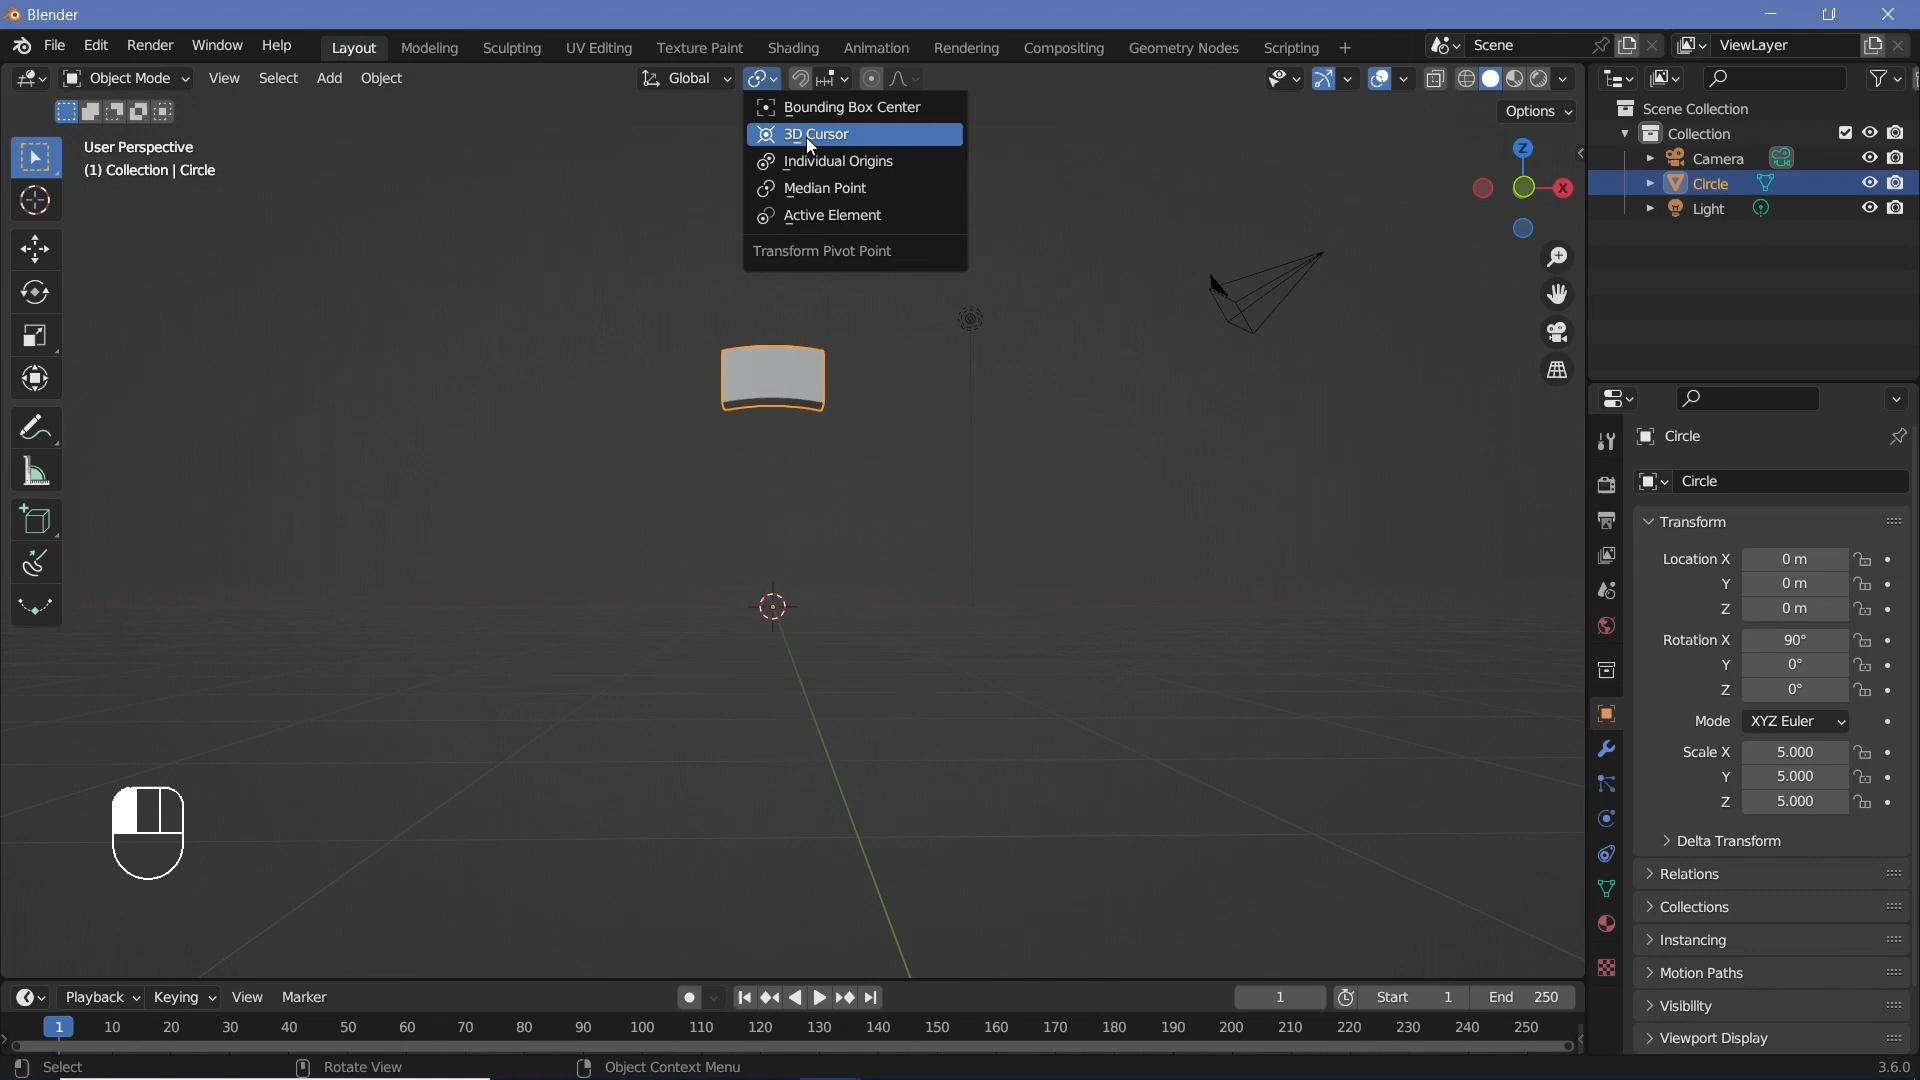 Blender
File Edit Render Window Help Layout Modeling Sculpting UV Editing Texture Paint Shading Animation Rendering Compositing Geometry Nodes Scripting + Scene ViewLayer
Object Mode View Select Add Object Global
Options
User Perspective
(1) Collection | Circle
Bounding Box Center
3D Cursor
Individual Origins
Median Point
Active Element
Transform Pivot Point
Z
X
Scene Collection
Collection
Camera
Circle
Light
Circle
Circle
Transform
Location X 0 m
Y 0 m
Z 0 m
Rotation X 90°
Y 0°
Z 0°
Mode XYZ Euler
Scale X 5.000
Y 5.000
Z 5.000
Delta Transform
Relations
Collections
Instancing
Motion Paths
Visibility
Viewport Display
Playback Keying View Marker 1 Start 1 End 250
1 10 20 30 40 50 60 70 80 90 100 110 120 130 140 150 160 170 180 190 200 210 220 230 240 250
Select Rotate View Object Context Menu 3.6.0